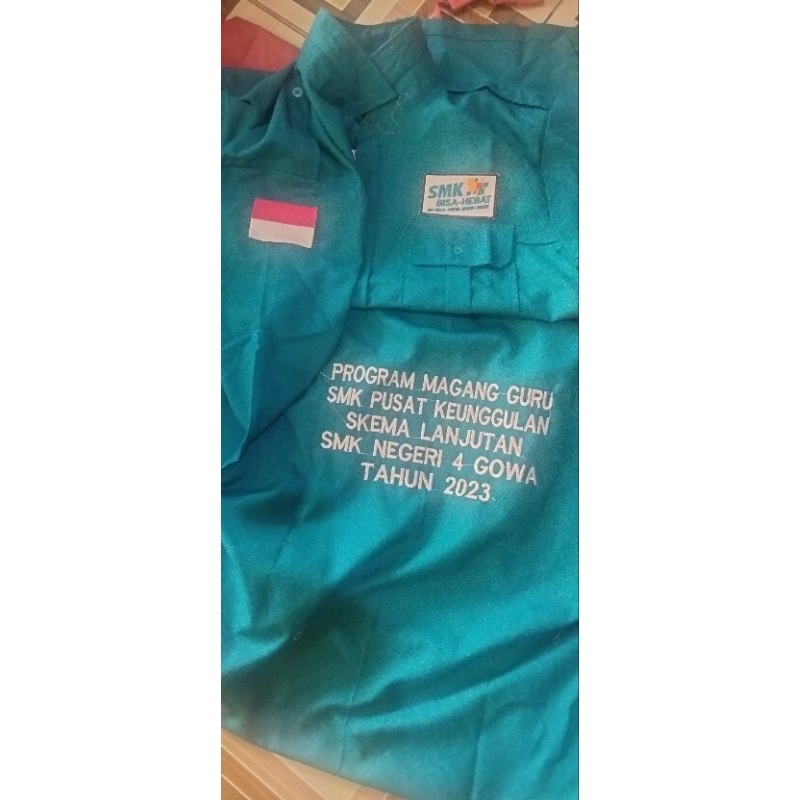 SMK
BISA-HEBAT
PROGRAM MAGANG GURU
SMK PUSAT KEUNGGULAN
SKEMA LANJUTAN
SMK NEGERI 4 GOWA
TAHUN 2023